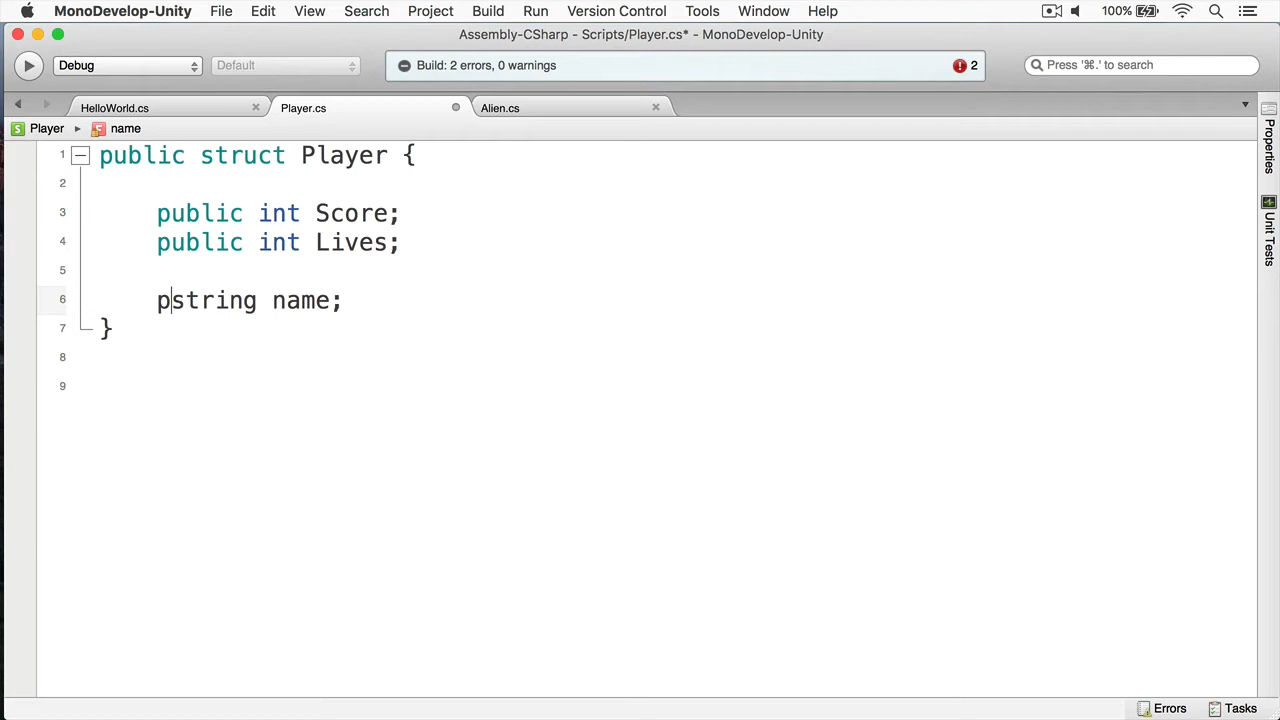 MonoDevelop-Unity File Edit View Search Project Build Run Version Control Tools Window Help 100%
Assembly-CSharp - Scripts/Player.cs* - MonoDevelop-Unity
Debug Default Build: 2 errors, 0 warnings 2 Press '⌘.' to search
HelloWorld.cs Player.cs Alien.cs
Player name
1 public struct Player {
2
3 public int Score;
4 public int Lives;
5
6 pstring name;
7 }
8
9
Properties
Unit Tests
Errors Tasks